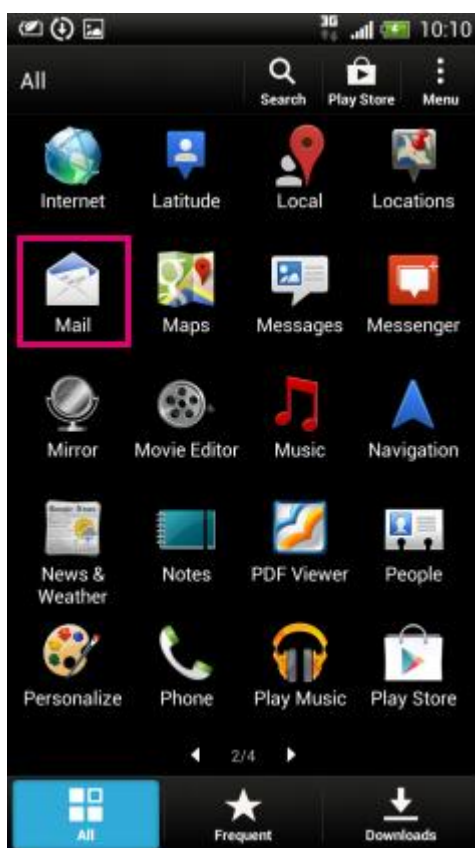 3G 10:10
All
Search Play Store Menu
Internet Latitude Local Locations
Mail Maps Messages Messenger
Mirror Movie Editor Music Navigation
News & Weather Notes PDF Viewer People
Personalize Phone Play Music Play Store
2/4
All Frequent Downloads